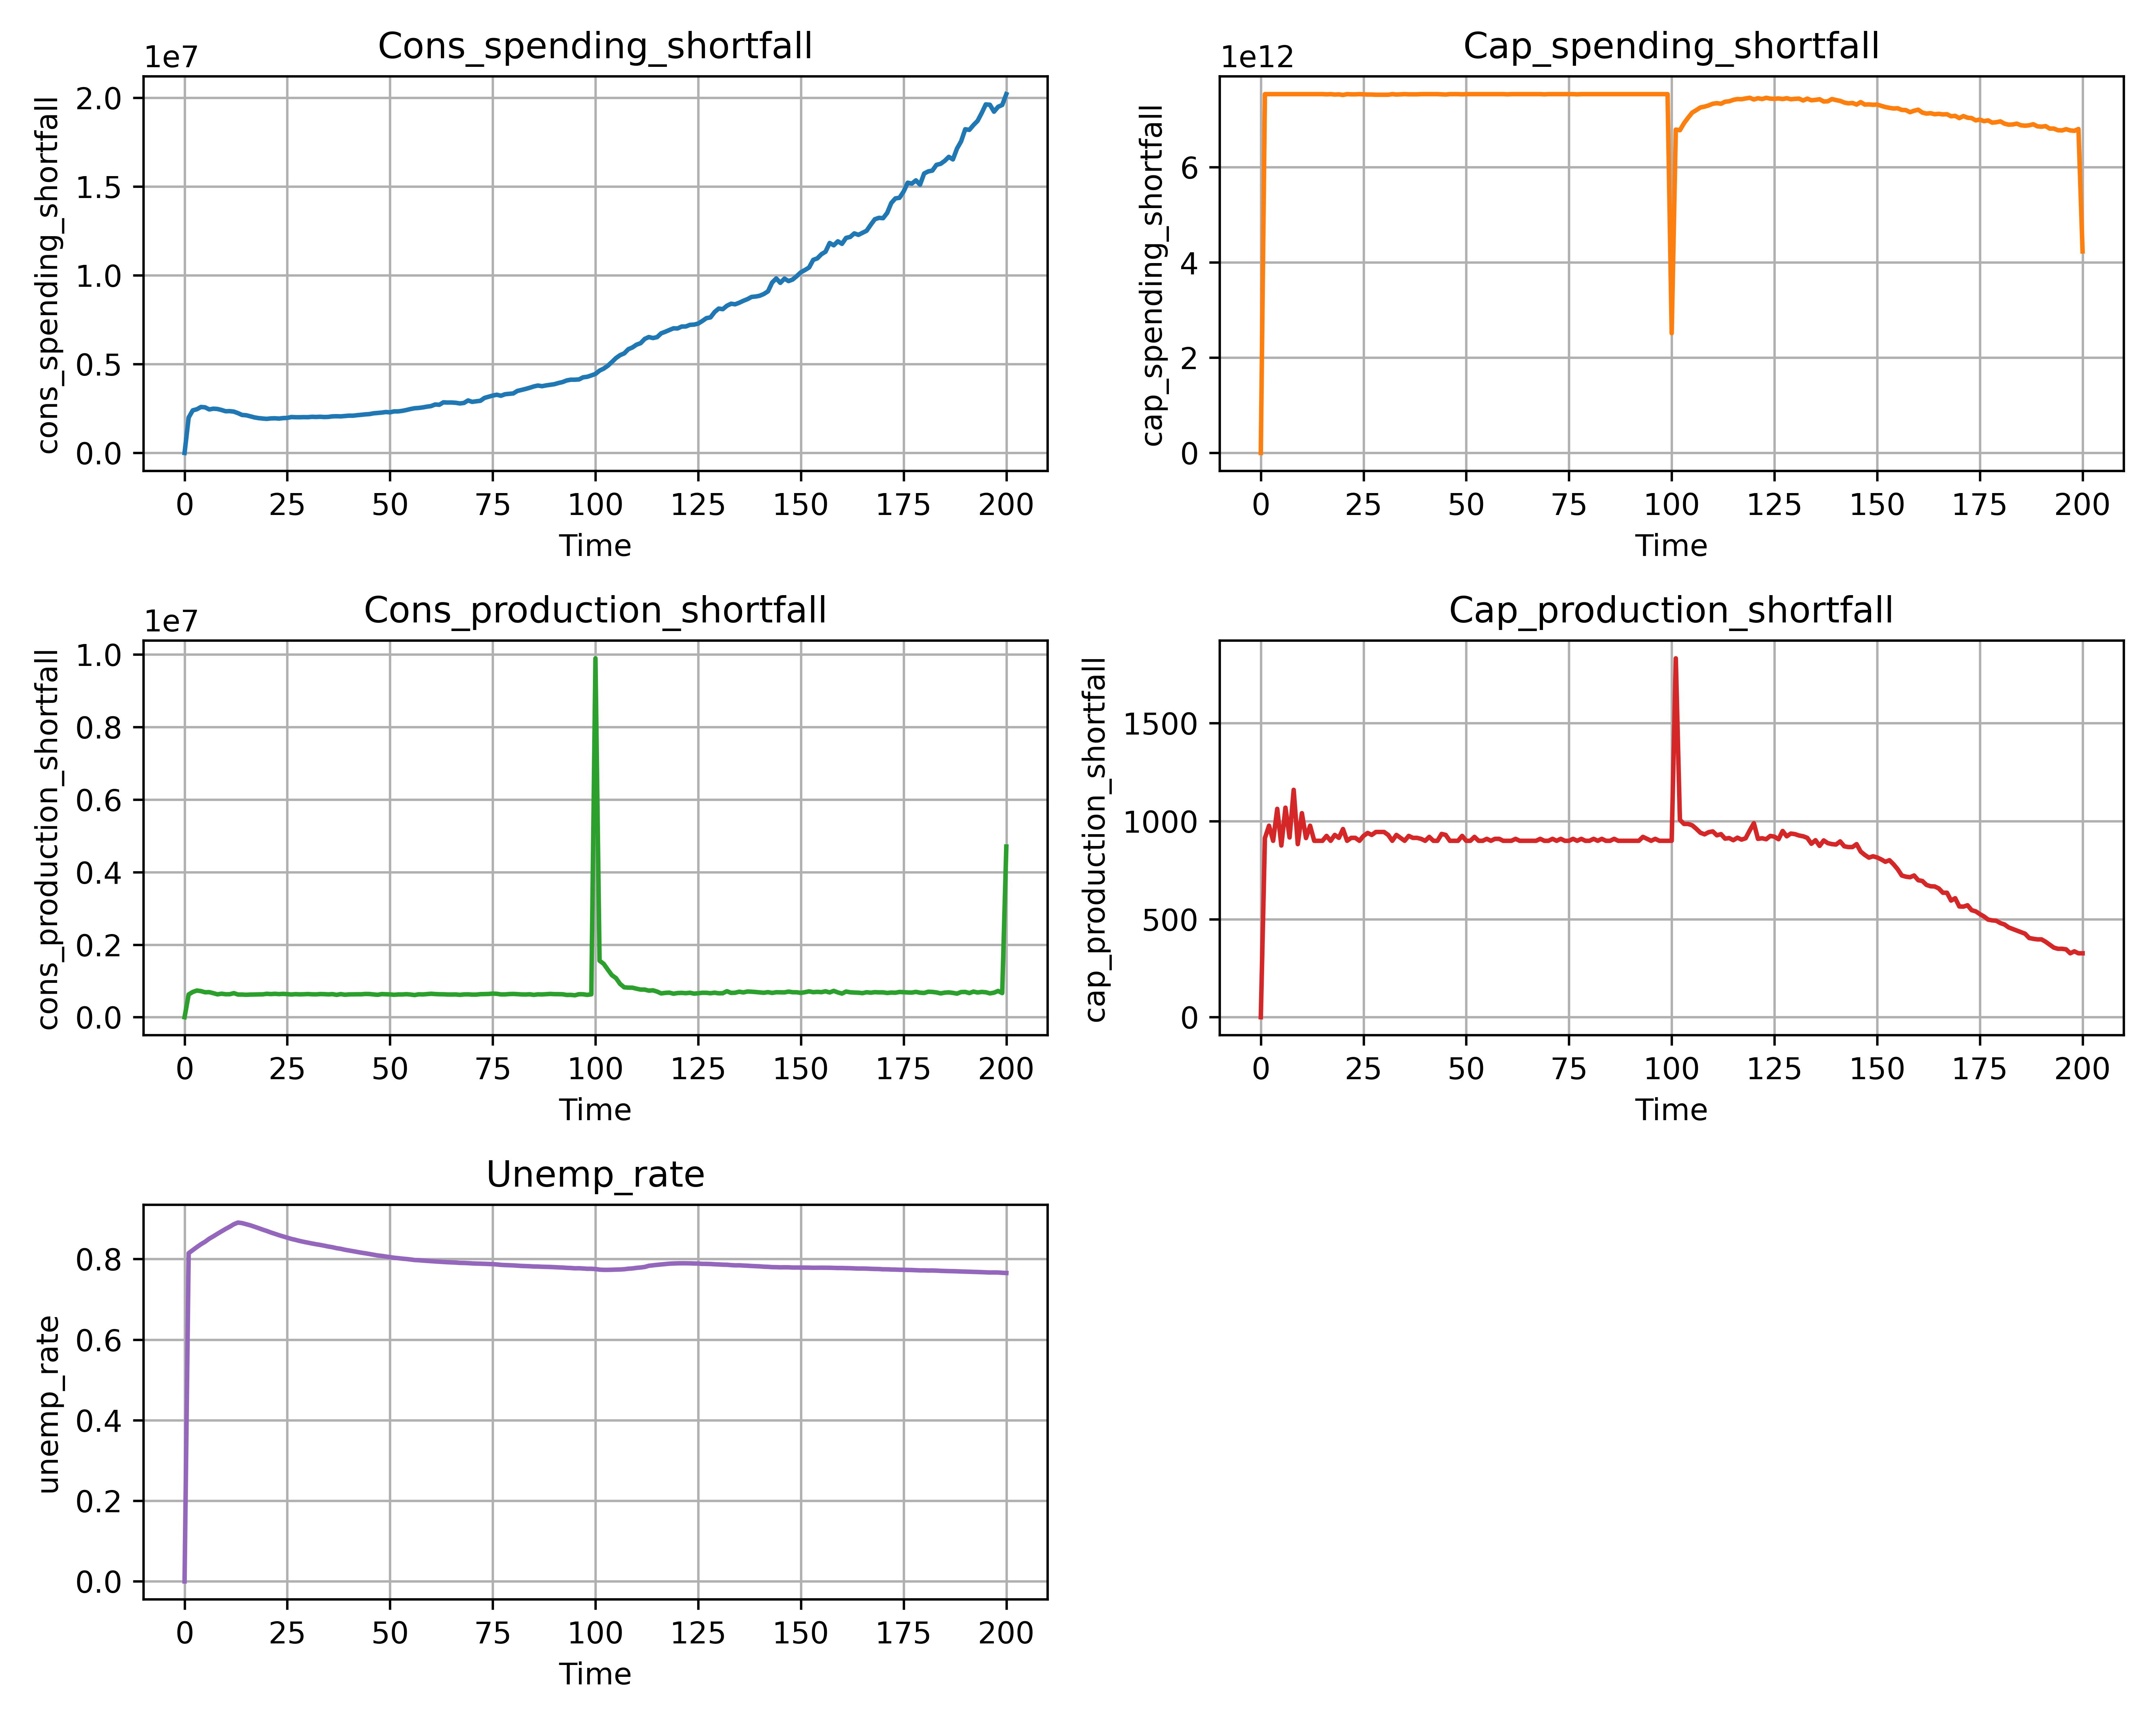 Cons_spending_shortfall
1e7
cons_spending_shortfall
2.0
1.5
1.0
0.5
0.0
0 25 50 75 100 125 150 175 200
Time
Cap_spending_shortfall
1e12
cap_spending_shortfall
6
4
2
0
0 25 50 75 100 125 150 175 200
Time
Cons_production_shortfall
1e7
cons_production_shortfall
1.0
0.8
0.6
0.4
0.2
0.0
0 25 50 75 100 125 150 175 200
Time
Cap_production_shortfall
cap_production_shortfall
1500
1000
500
0
0 25 50 75 100 125 150 175 200
Time
Unemp_rate
unemp_rate
0.8
0.6
0.4
0.2
0.0
0 25 50 75 100 125 150 175 200
Time